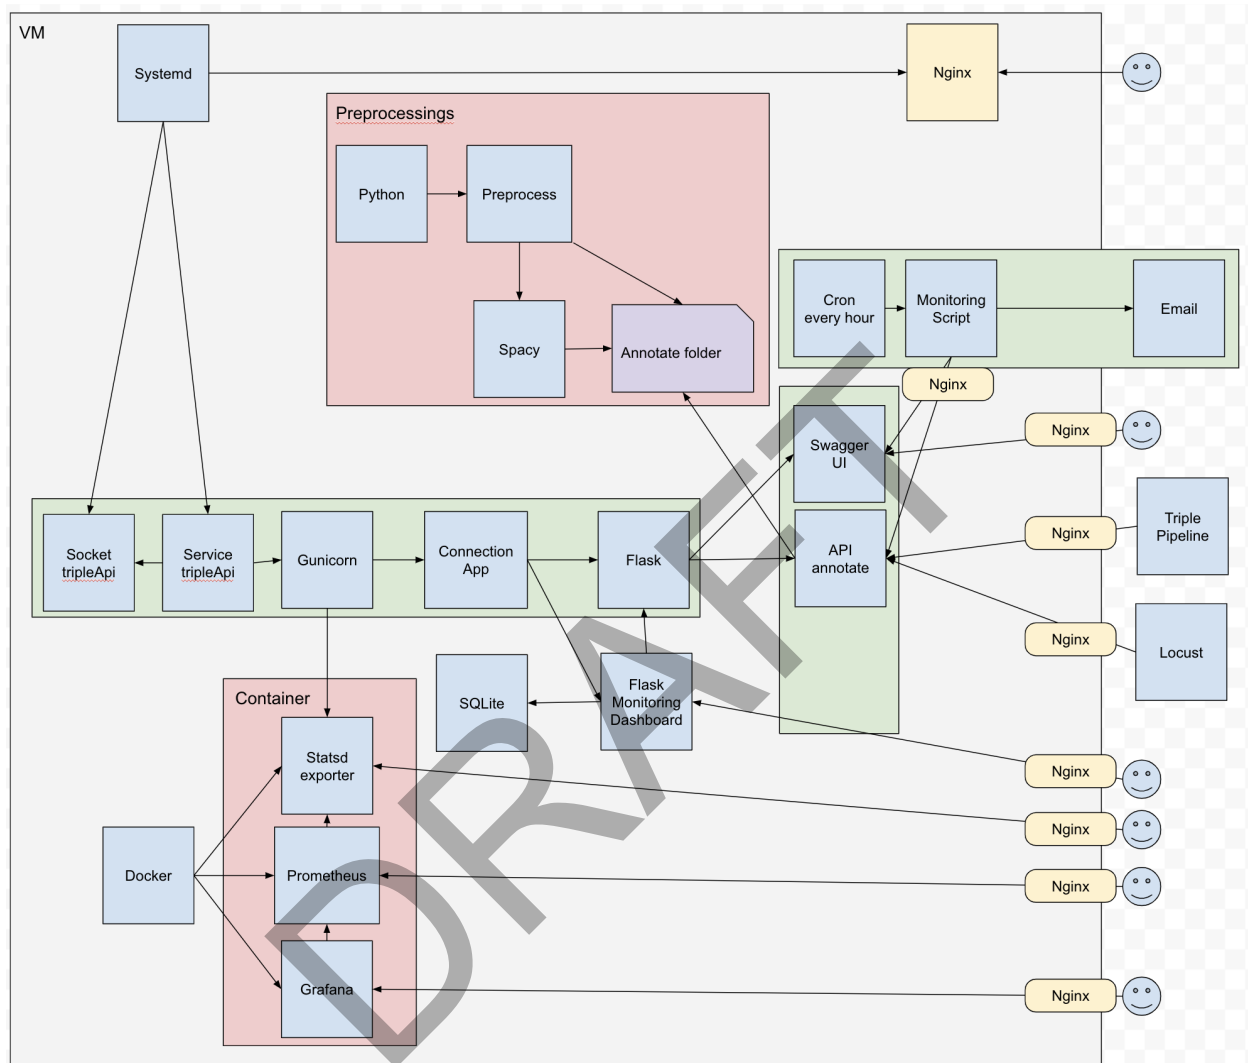 VM
Systemd
Nginx
Preprocessings
Python
Preprocess
Spacy
Annotate folder
Cron
every hour
Monitoring
Script
Email
Nginx
Swagger
UI
Nginx
API
annotate
Nginx
Triple
Pipeline
Nginx
Locust
Socket
tripleApi
Service
tripleApi
Gunicorn
Connection
App
Flask
SQLite
Flask
Monitoring
Dashboard
Nginx
Container
Statsd
exporter
Nginx
Docker
Prometheus
Nginx
Grafana
Nginx
DRAFT